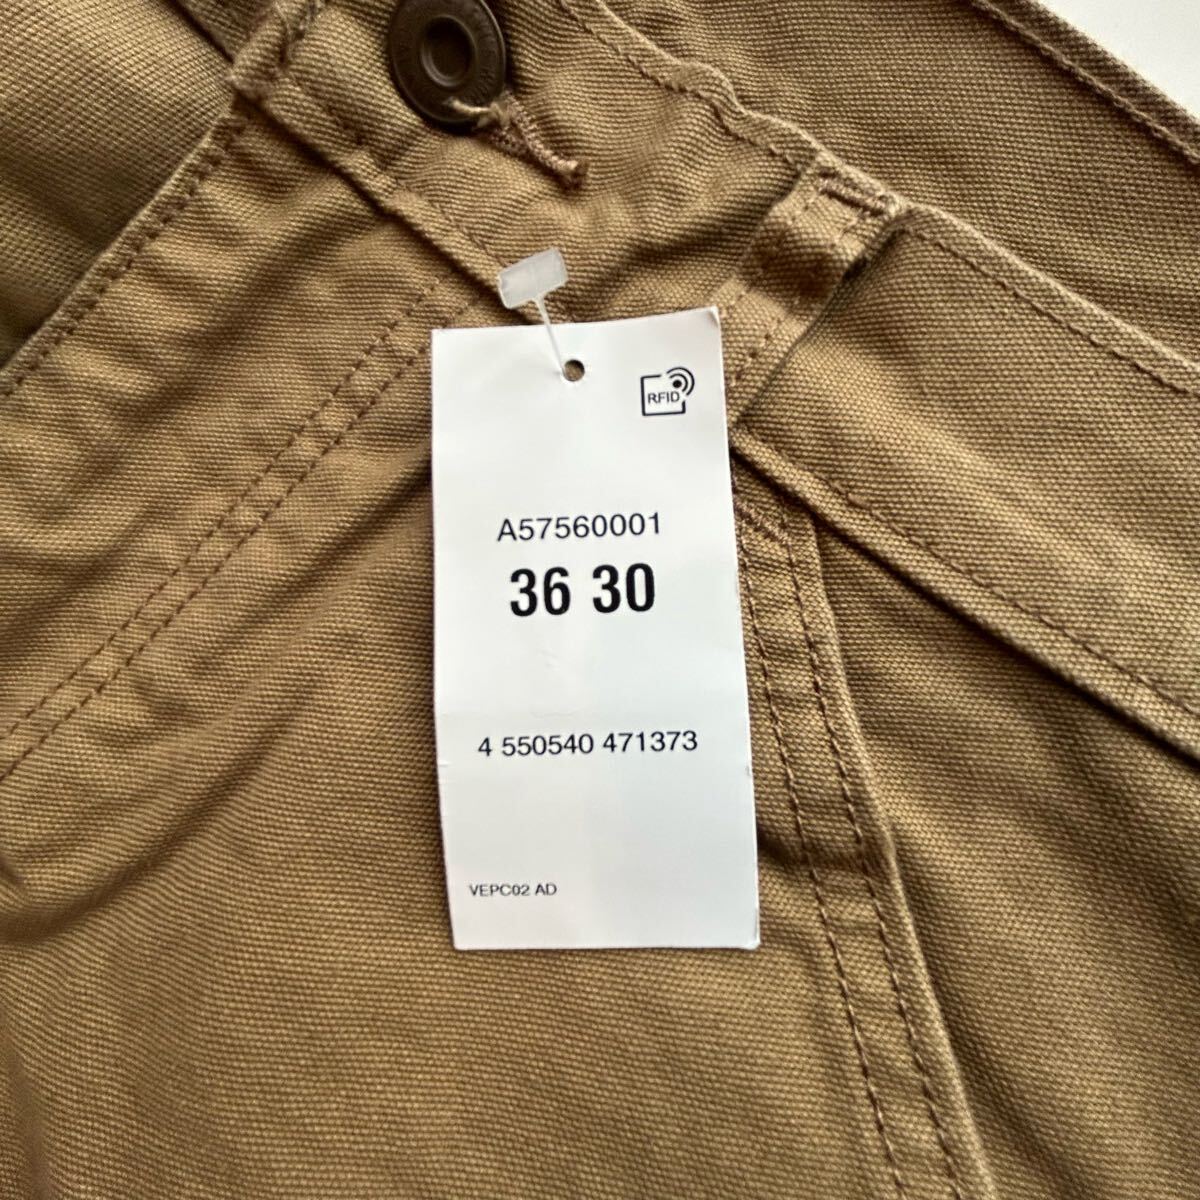 RFID
A57560001
36 30
4 550540 471373
VEPC02 AD